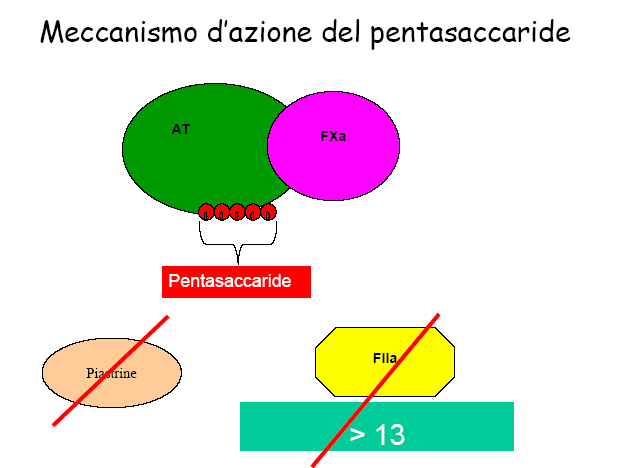 Meccanismo d'azione del pentasaccaride
AT
FXa
Pentasaccaride
Piastrine
FIIa
> 13